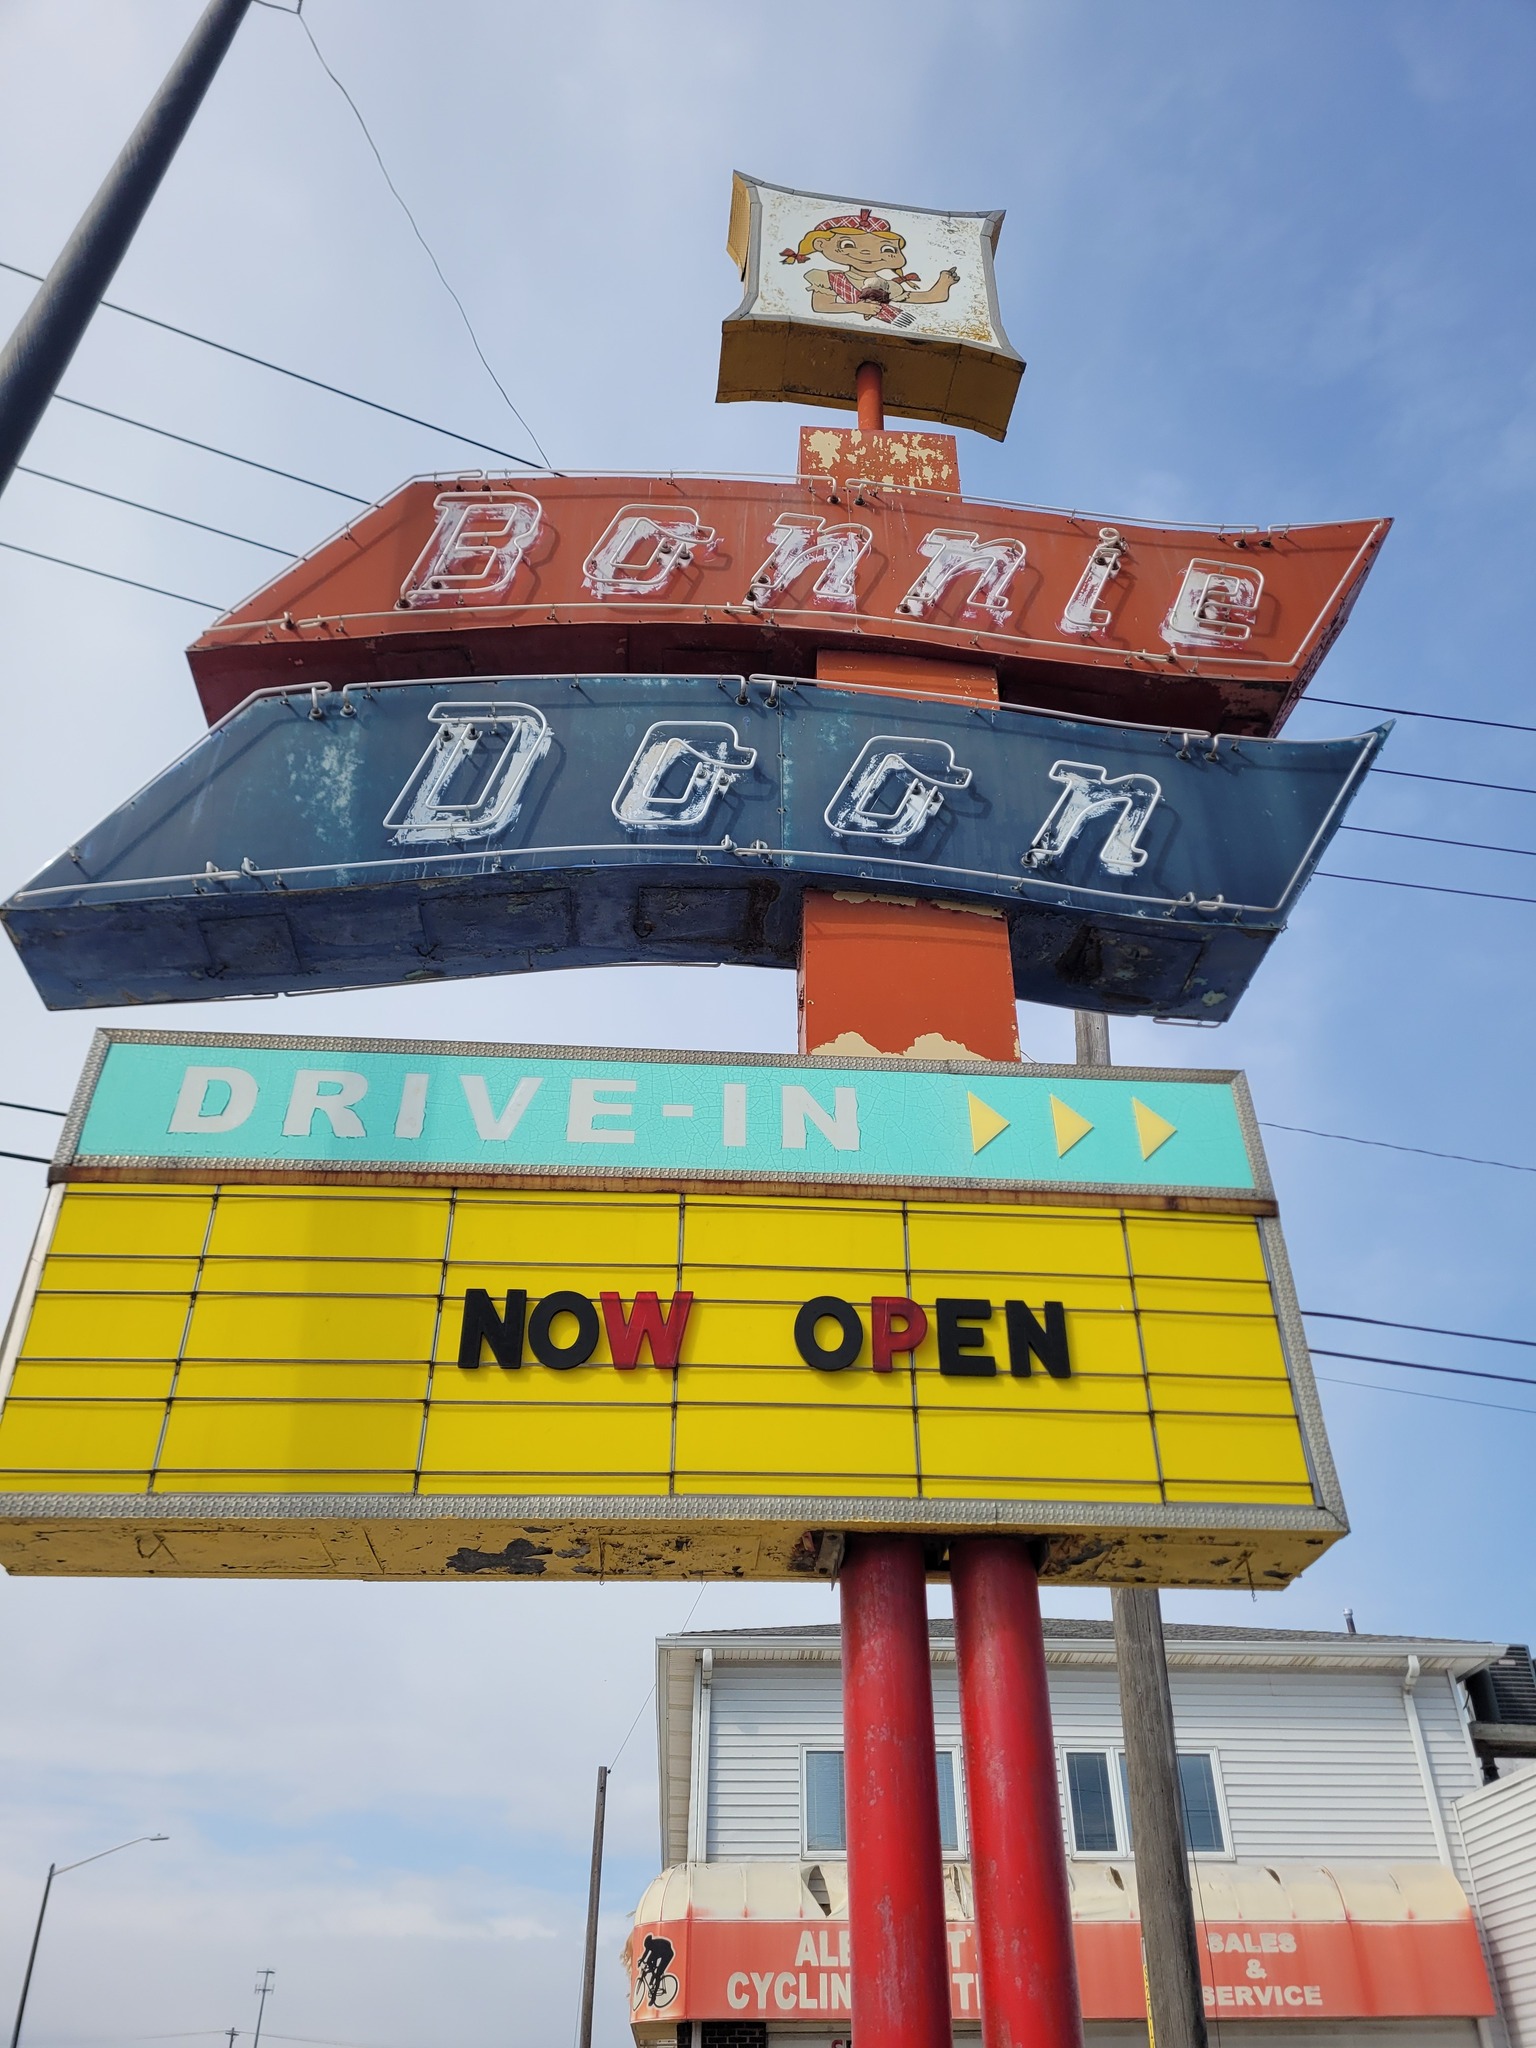 Bonnie
Doon
DRIVE-IN
NOW OPEN
SALES
&
SERVICE